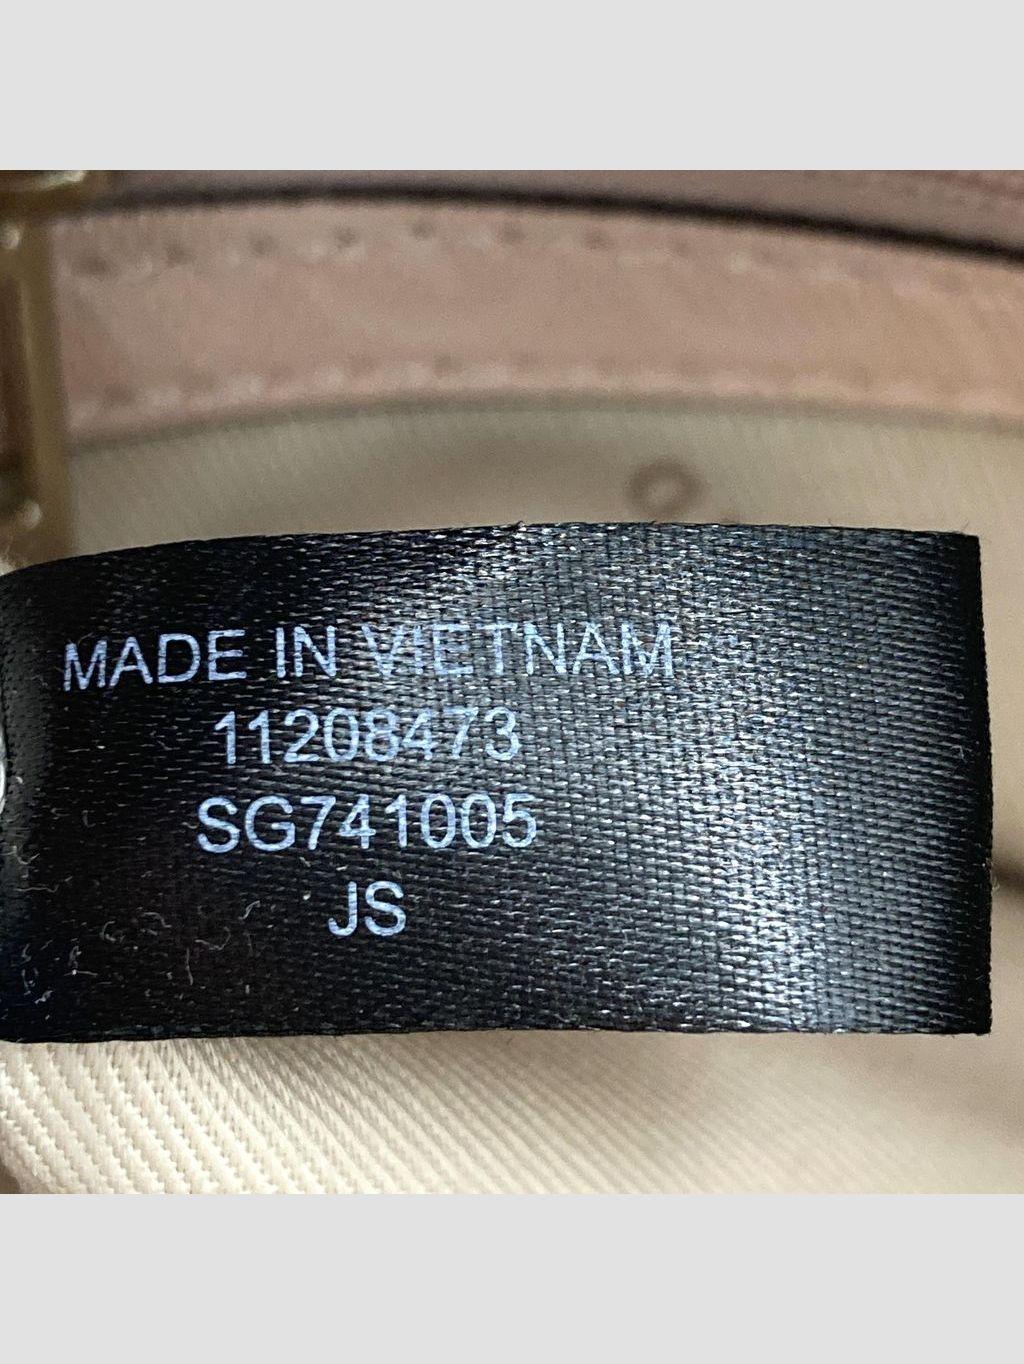 MADE IN VIETNAM
11208473
SG741005
JS